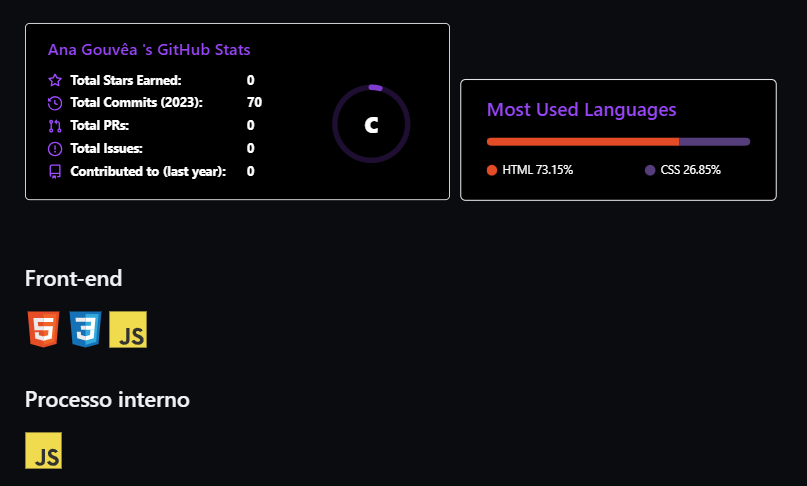 Ana Gouvêa 's GitHub Stats
Total Stars Earned: 0
Total Commits (2023): 70
Total PRs: 0
Total Issues: 0
Contributed to (last year): 0
C
Most Used Languages
HTML 73.15% CSS 26.85%
Front-end
5 3 JS
Processo interno
JS